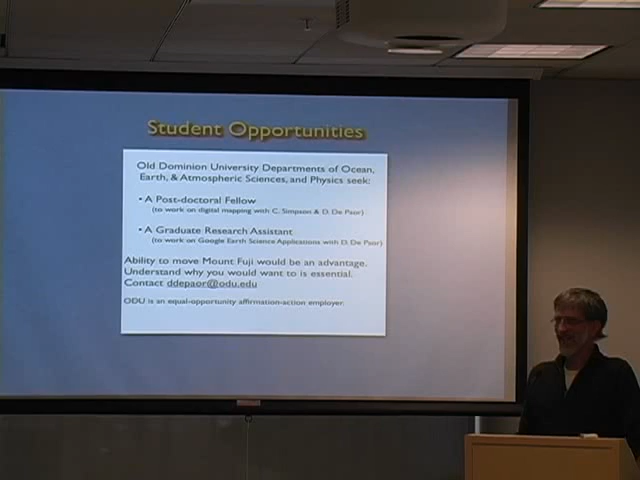 Student Opportunities
Old Dominion University Departments of Ocean,
Earth, & Atmospheric Sciences, and Physics seek:
• A Post-doctoral Fellow
(to work on digital mapping with C. Simpson & D. De Paor)
• A Graduate Research Assistant
(to work on Google Earth Science Applications with D. De Paor)
Ability to move Mount Fuji would be an advantage.
Understand why you would want to is essential.
Contact ddepaor@odu.edu
ODU is an equal-opportunity affirmation-action employer.